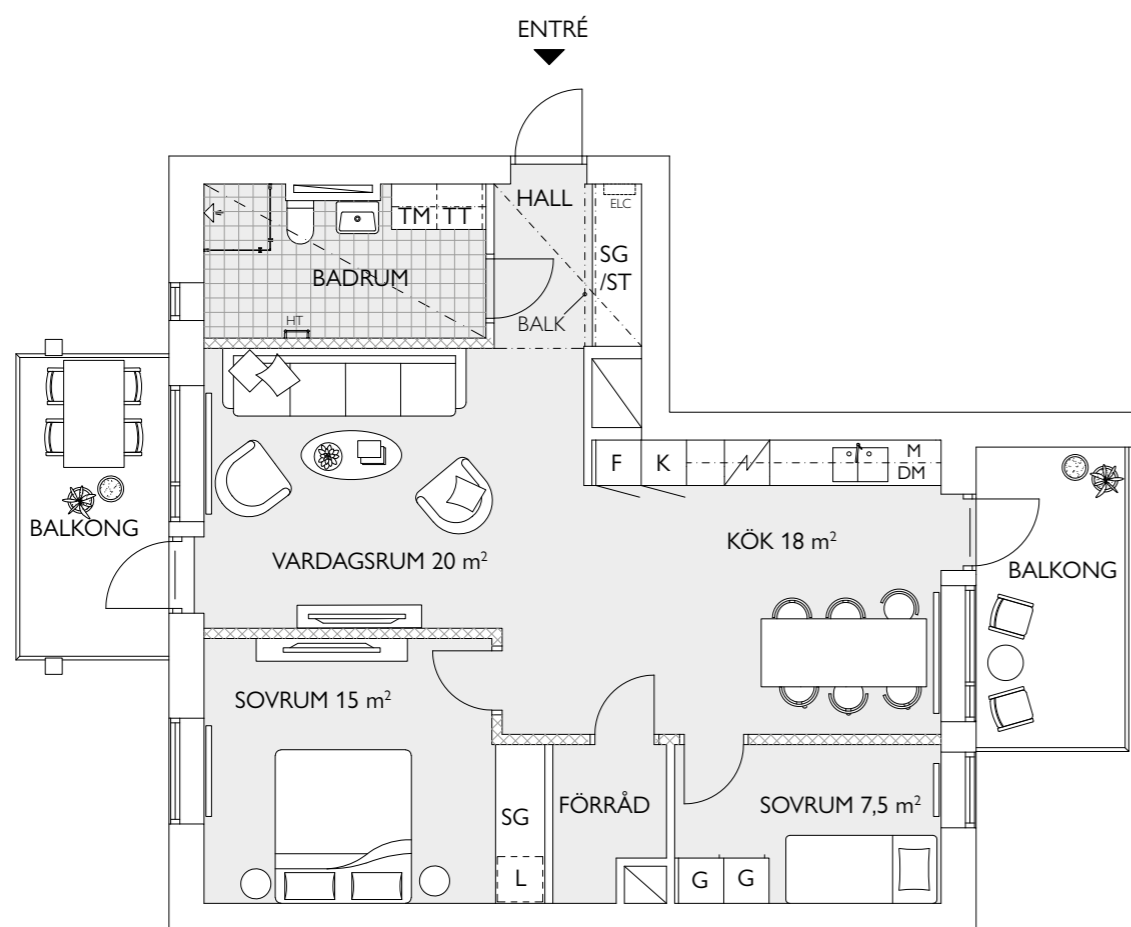 ENTRÉ
HALL
ELC
TM TT
SG
/ST
BADRUM
HT
BALK
F K
M
DM
BALKONG
KÖK 18 m²
VARDAGSRUM 20 m²
BALKONG
SOVRUM 15 m²
SG
FÖRRÅD
SOVRUM 7,5 m²
L
G G